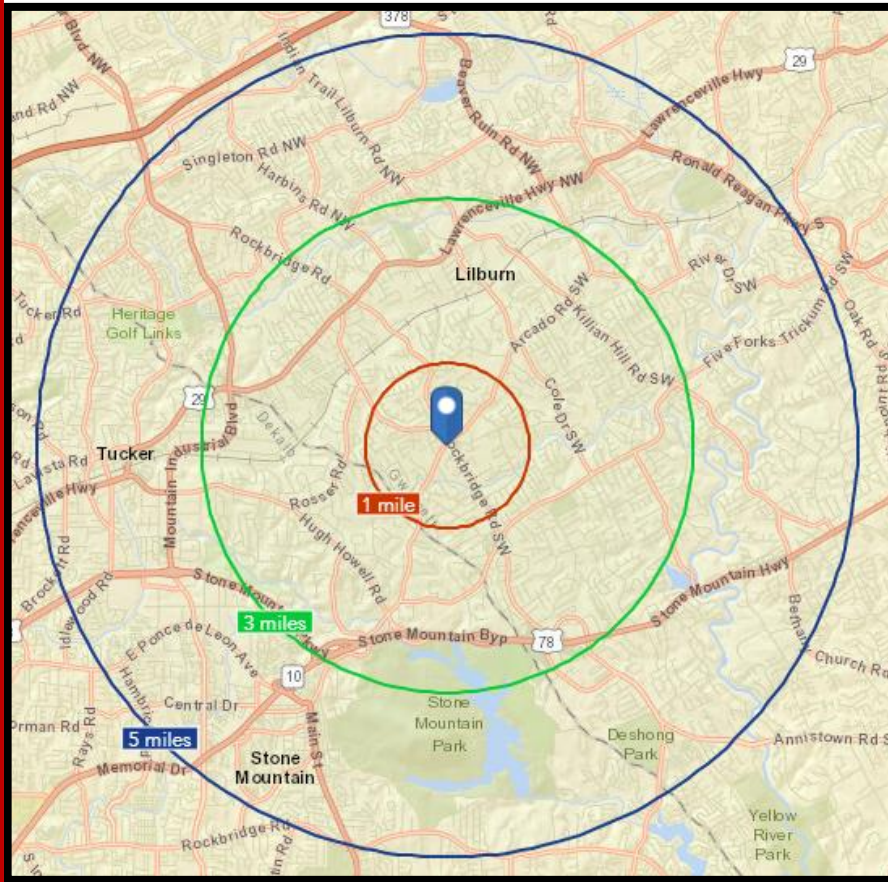 378
29
Blvd NW
Indian Trail Lilburn Rd NW
Beaver Ruin Rd NW
Lawrenceville Hwy
Singleton Rd NW
Harbins Rd NW
Ronald Reagan Pkwy S
Lawrenceville Hwy NW
Rockbridge Rd
Lilburn
River Dr
SW
Tucker Rd
Heritage
Golf Links
Arcado Rd SW
Killian Hill Rd SW
Five Forks Trickum Rd SW
Oak Rd
29
Cole Dr SW
Dekalb
Tucker
Mountain Industrial Blvd
Lavista Rd
Rosser Rd
Rockbridge Rd SW
1 mile
Hugh Howell Rd
Brockett Rd
Idlewood Rd
Stone Mountain Hwy
Bethany
Church Rd
3 miles
Stone Mountain Byp
78
E Ponce de Leon Ave
10
Central Dr
Rays Rd
Main St
Stone
Mountain
Park
Deshong
Park
Annistown Rd S
5 miles
Memorial Dr
Stone
Mountain
Rockbridge Rd
Yellow
River
Park